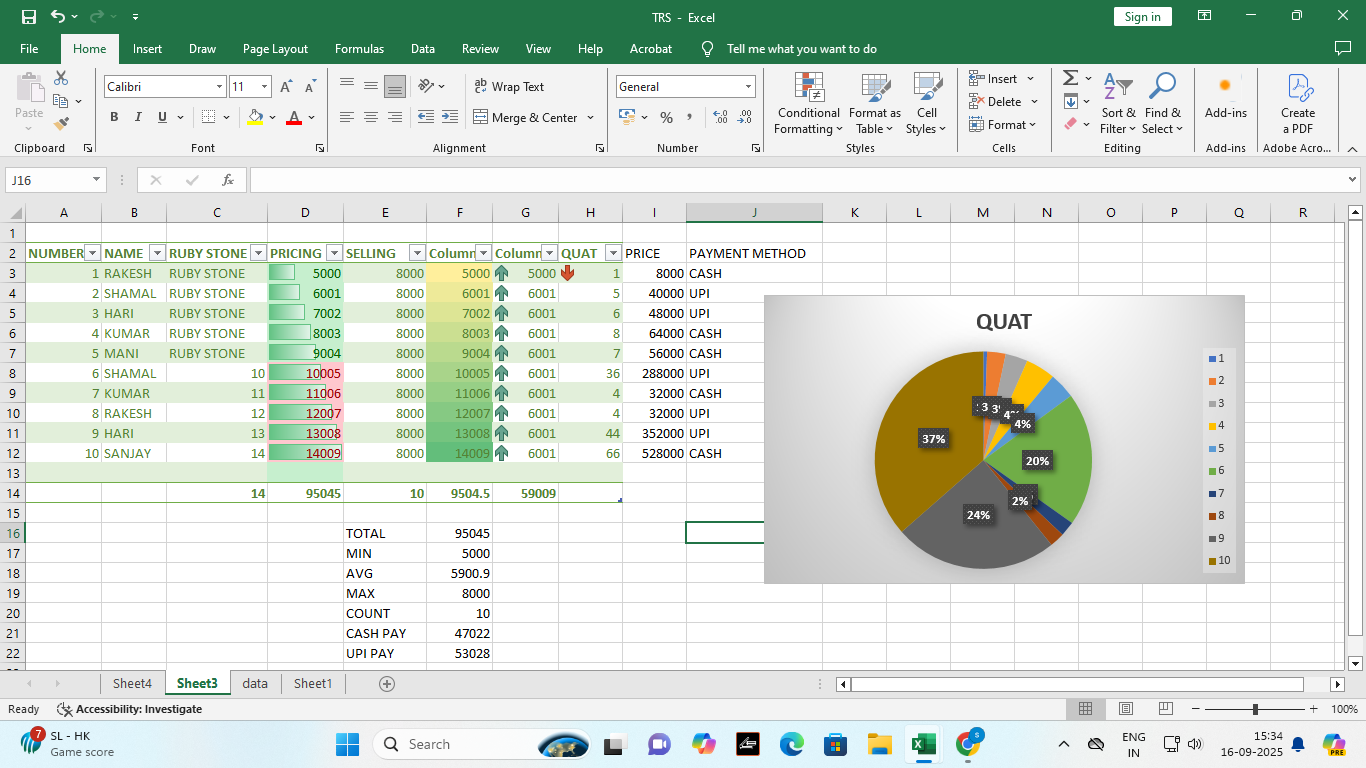 TRS - Excel
Sign in
File Home Insert Draw Page Layout Formulas Data Review View Help Acrobat Tell me what you want to do
Paste
Calibri 11
Wrap Text
General
Merge & Center
B I U
Conditional Formatting
Format as Table
Cell Styles
Insert
Delete
Format
Sort & Filter
Find & Select
Add-ins
Create a PDF
Clipboard Font Alignment Number Styles Cells Editing Add-ins Adobe Acro...
J16 fx
A B C D E F G H I J K L M N O P Q R
1
2 NUMBER NAME RUBY STONE PRICING SELLING Column Column QUAT PRICE PAYMENT METHOD
3 1 RAKESH RUBY STONE 5000 8000 5000 5000 1 8000 CASH
4 2 SHAMAL RUBY STONE 6001 8000 6001 6001 5 40000 UPI
5 3 HARI RUBY STONE 7002 8000 7002 6001 6 48000 UPI
6 4 KUMAR RUBY STONE 8003 8000 8003 6001 8 64000 CASH
7 5 MANI RUBY STONE 9004 8000 9004 6001 7 56000 CASH
8 6 SHAMAL 10 10005 8000 10005 6001 36 288000 UPI
9 7 KUMAR 11 11006 8000 11006 6001 4 32000 CASH
10 8 RAKESH 12 12007 8000 12007 6001 4 32000 UPI
11 9 HARI 13 13008 8000 13008 6001 44 352000 UPI
12 10 SANJAY 14 14009 8000 14009 6001 66 528000 CASH
13
14 14 95045 10 9504.5 59009
15
16 TOTAL 95045
17 MIN 5000
18 AVG 5900.9
19 MAX 8000
20 COUNT 10
21 CASH PAY 47022
22 UPI PAY 53028
QUAT
3%
4%
4%
37%
20%
2%
24%
1
2
3
4
5
6
7
8
9
10
Sheet4 Sheet3 data Sheet1
Ready Accessibility: Investigate 100%
7
SL - HK
Game score
Search
ENG
IN
15:34
16-09-2025
PRE